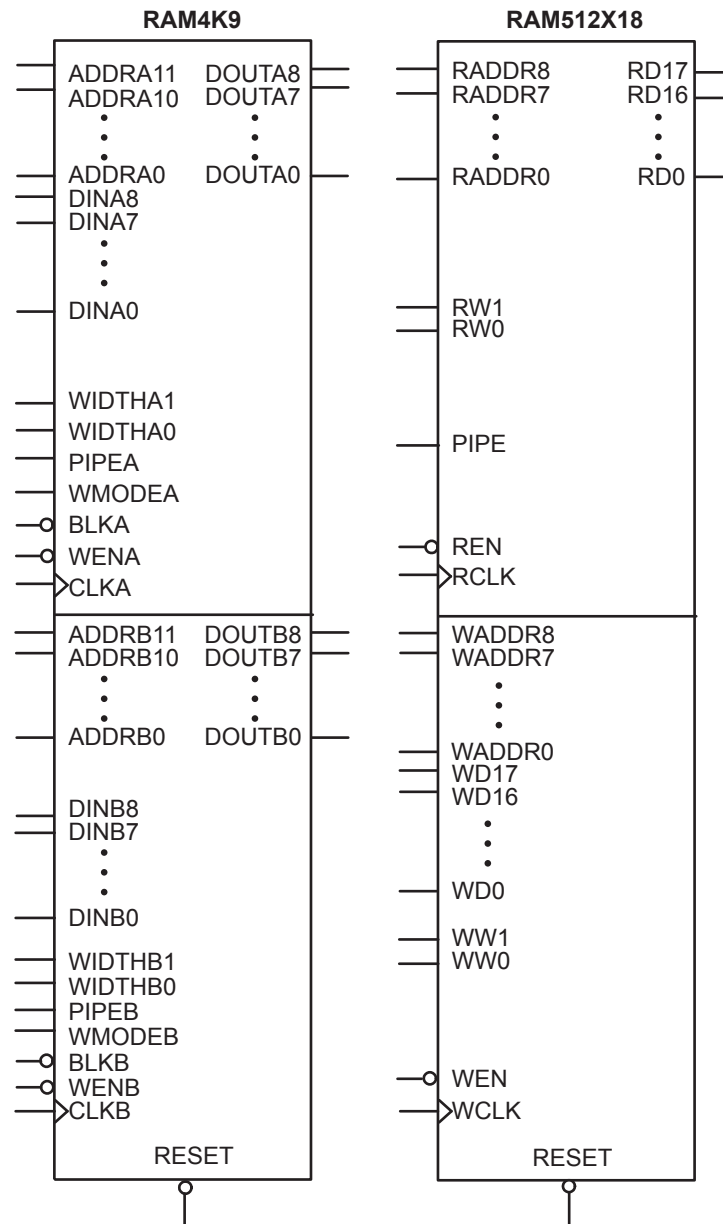 RAM4K9
ADDRA11 DOUTA8
ADDRA10 DOUTA7
ADDRA0 DOUTA0
DINA8
DINA7
DINA0
WIDTHA1
WIDTHA0
PIPEA
WMODEA
BLKA
WENA
CLKA
ADDRB11 DOUTB8
ADDRB10 DOUTB7
ADDRB0 DOUTB0
DINB8
DINB7
DINB0
WIDTHB1
WIDTHB0
PIPEB
WMODEB
BLKB
WENB
CLKB
RESET
RAM512X18
RADDR8 RD17
RADDR7 RD16
RADDR0 RD0
RW1
RW0
PIPE
REN
RCLK
WADDR8
WADDR7
WADDR0
WD17
WD16
WD0
WW1
WW0
WEN
WCLK
RESET